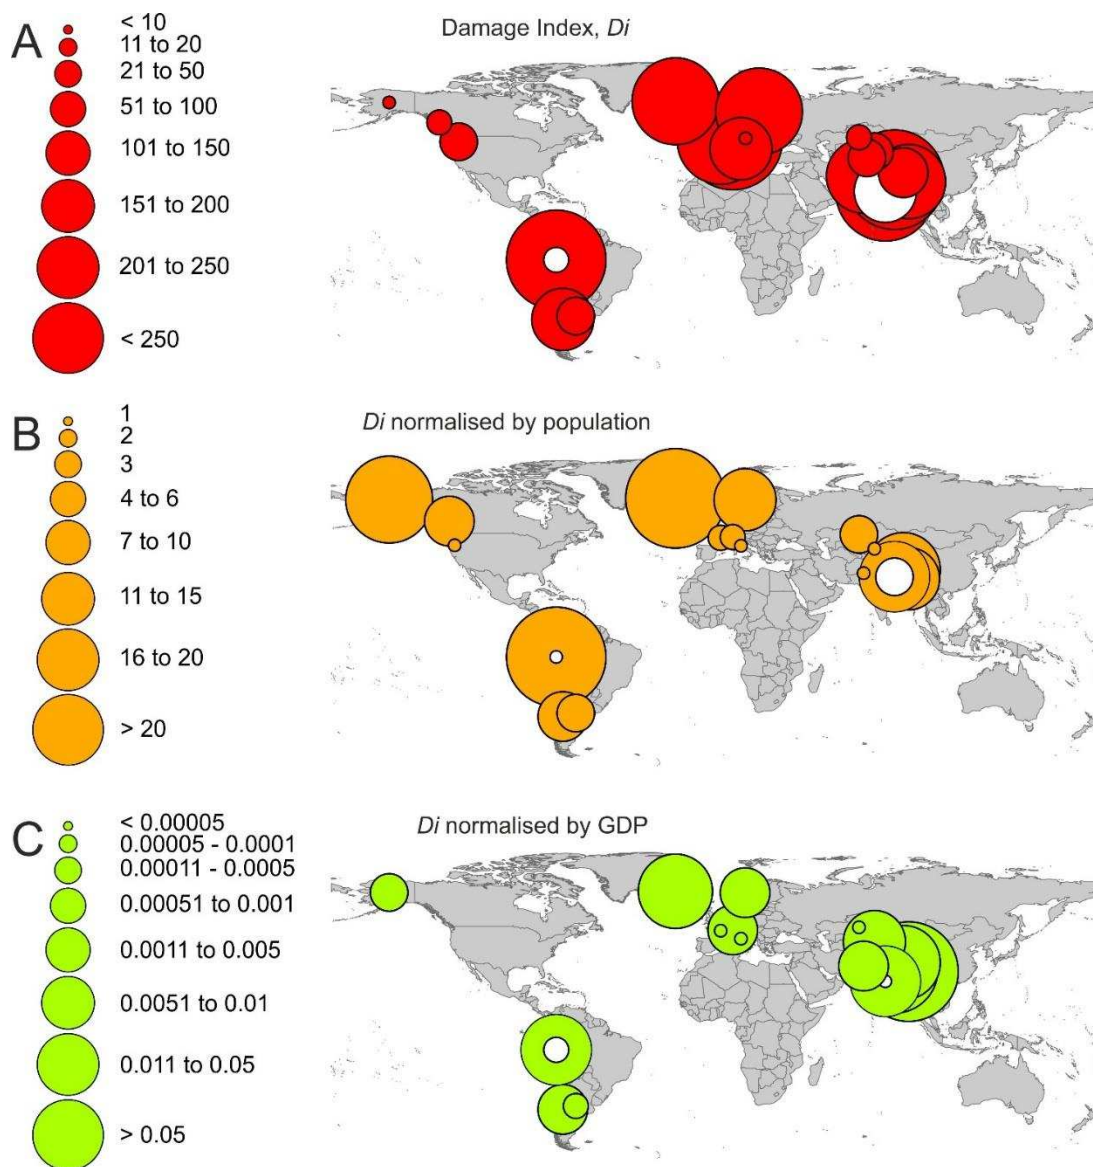 A
Damage Index, Di
< 10
11 to 20
21 to 50
51 to 100
101 to 150
151 to 200
201 to 250
< 250
B
Di normalised by population
1
2
3
4 to 6
7 to 10
11 to 15
16 to 20
> 20
C
Di normalised by GDP
< 0.00005
0.00005 - 0.0001
0.00011 - 0.0005
0.00051 to 0.001
0.0011 to 0.005
0.0051 to 0.01
0.011 to 0.05
> 0.05